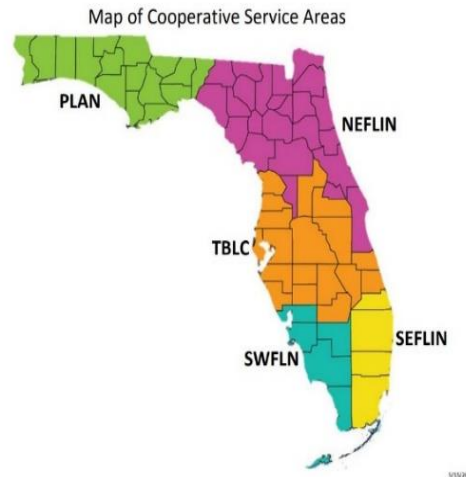 Map of Cooperative Service Areas
PLAN
NEFLIN
TBLC
SEFLIN
SWFLN